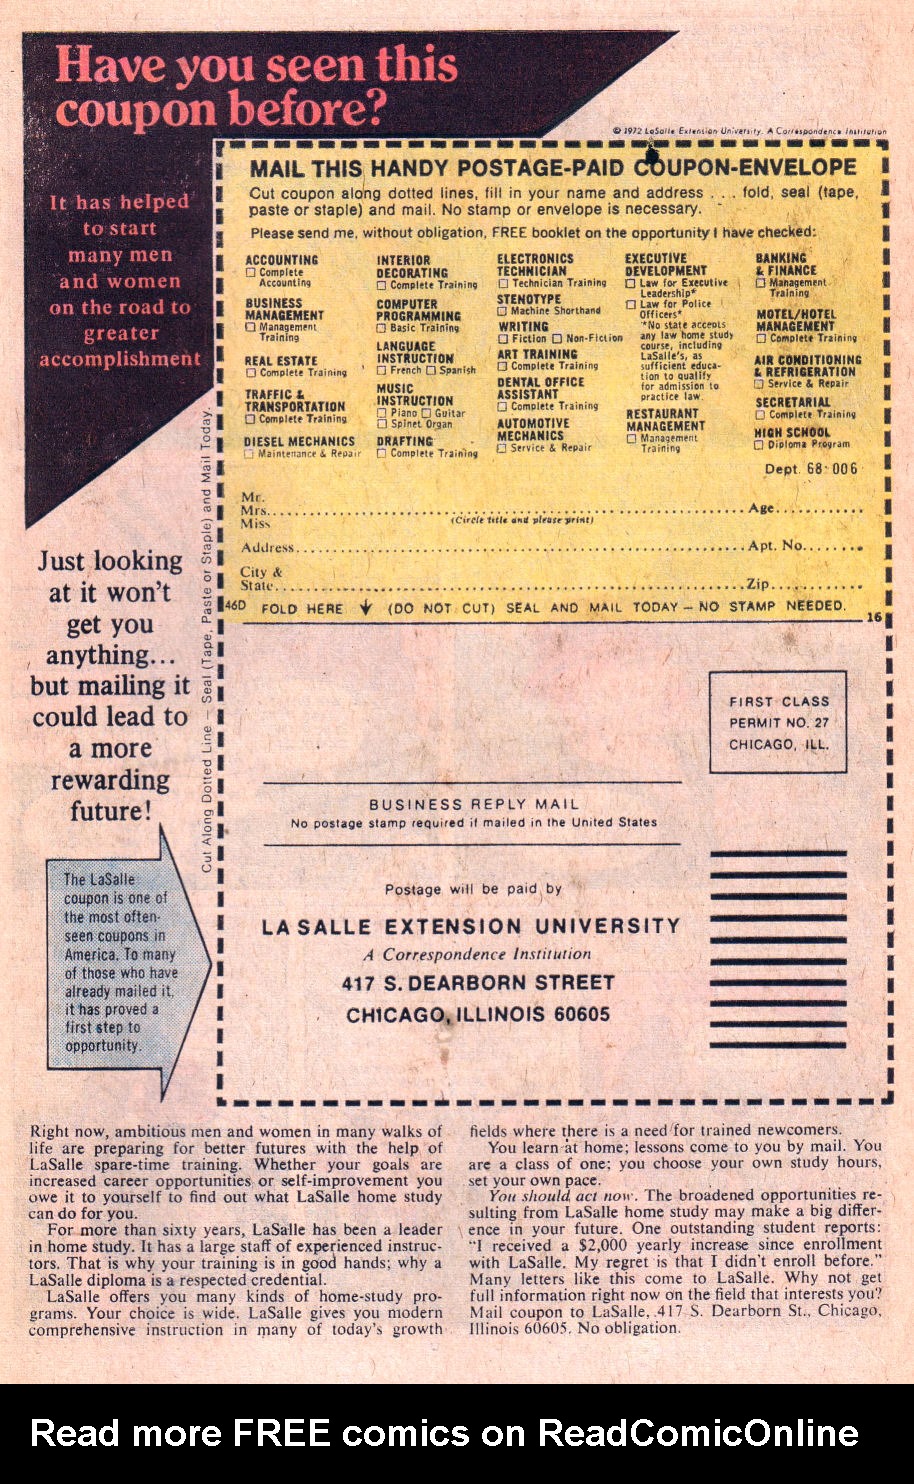 Have you seen this
coupon before?
© 1972 LaSalle Extension University. A Correspondence Institution
It has helped
to start
many men
and women
on the road to
greater
accomplishment
MAIL THIS HANDY POSTAGE-PAID COUPON-ENVELOPE
Cut coupon along dotted lines, fill in your name and address . . . fold, seal (tape,
paste or staple) and mail. No stamp or envelope is necessary.
Please send me, without obligation, FREE booklet on the opportunity I have checked:
ACCOUNTING
☐ Complete
Accounting
BUSINESS
MANAGEMENT
☐ Management
Training
REAL ESTATE
☐ Complete Training
TRAFFIC &
TRANSPORTATION
☐ Complete Training
DIESEL MECHANICS
☐ Maintenance & Repair
INTERIOR
DECORATING
☐ Complete Training
COMPUTER
PROGRAMMING
☐ Basic Training
LANGUAGE
INSTRUCTION
☐ French ☐ Spanish
MUSIC
INSTRUCTION
☐ Piano ☐ Guitar
☐ Spinet Organ
DRAFTING
☐ Complete Training
ELECTRONICS
TECHNICIAN
☐ Technician Training
STENOTYPE
☐ Machine Shorthand
WRITING
☐ Fiction ☐ Non-Fiction
ART TRAINING
☐ Complete Training
DENTAL OFFICE
ASSISTANT
☐ Complete Training
AUTOMOTIVE
MECHANICS
☐ Service & Repair
EXECUTIVE
DEVELOPMENT
☐ Law for Executive
Leadership*
☐ Law for Police
Officers*
*No state accepts
any law home study
course, including
LaSalle's, as
sufficient educa-
tion to qualify
for admission to
practice law.
RESTAURANT
MANAGEMENT
☐ Management
Training
BANKING
& FINANCE
☐ Management
Training
MOTEL/HOTEL
MANAGEMENT
☐ Complete Training
AIR CONDITIONING
& REFRIGERATION
☐ Service & Repair
SECRETARIAL
☐ Complete Training
HIGH SCHOOL
☐ Diploma Program
Dept. 68-006
Mr.
Mrs. Age
Miss (Circle title and please print)
Address Apt. No.
City &
State Zip
46D FOLD HERE ↓ (DO NOT CUT) SEAL AND MAIL TODAY — NO STAMP NEEDED.
16
Cut Along Dotted Line — Seal (Tape, Paste or Staple) and Mail Today.
Just looking
at it won't
get you
anything...
but mailing it
could lead to
a more
rewarding
future!
FIRST CLASS
PERMIT NO. 27
CHICAGO, ILL.
BUSINESS REPLY MAIL
No postage stamp required if mailed in the United States
Postage will be paid by
LA SALLE EXTENSION UNIVERSITY
A Correspondence Institution
417 S. DEARBORN STREET
CHICAGO, ILLINOIS 60605
The LaSalle
coupon is one of
the most often-
seen coupons in
America. To many
of those who have
already mailed it,
it has proved a
first step to
opportunity.
Right now, ambitious men and women in many walks of
life are preparing for better futures with the help of
LaSalle spare-time training. Whether your goals are
increased career opportunities or self-improvement you
owe it to yourself to find out what LaSalle home study
can do for you.
For more than sixty years, LaSalle has been a leader
in home study. It has a large staff of experienced instruc-
tors. That is why your training is in good hands; why a
LaSalle diploma is a respected credential.
LaSalle offers you many kinds of home-study pro-
grams. Your choice is wide. LaSalle gives you modern
comprehensive instruction in many of today's growth
fields where there is a need for trained newcomers.
You learn at home; lessons come to you by mail. You
are a class of one; you choose your own study hours,
set your own pace.
You should act now. The broadened opportunities re-
sulting from LaSalle home study may make a big differ-
ence in your future. One outstanding student reports:
"I received a $2,000 yearly increase since enrollment
with LaSalle. My regret is that I didn't enroll before."
Many letters like this come to LaSalle. Why not get
full information right now on the field that interests you?
Mail coupon to LaSalle, 417 S. Dearborn St., Chicago,
Illinois 60605. No obligation.
Read more FREE comics on ReadComicOnline